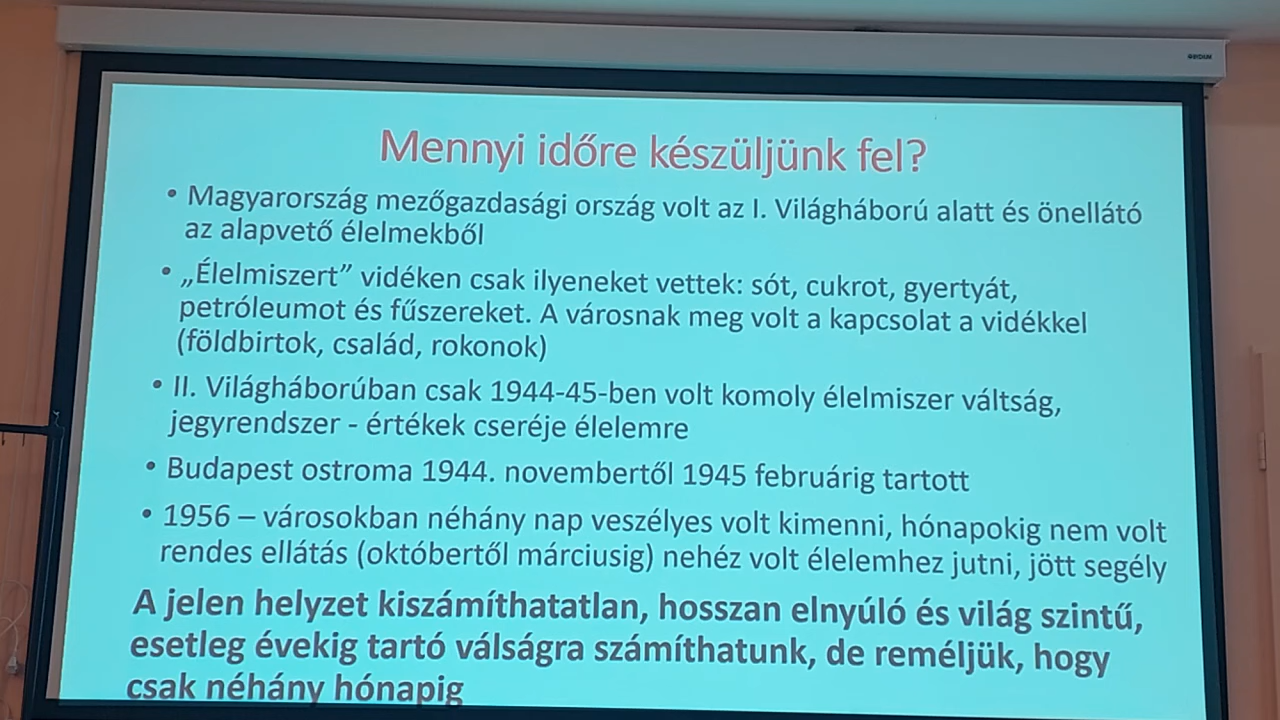 Mennyi időre készüljünk fel?
• Magyarország mezőgazdasági ország volt az I. Világháború alatt és önellátó
az alapvető élelmekből
• „Élelmiszert” vidéken csak ilyeneket vettek: sót, cukrot, gyertyát,
petróleumot és fűszereket. A városnak meg volt a kapcsolat a vidékkel
(földbirtok, család, rokonok)
• II. Világháborúban csak 1944-45-ben volt komoly élelmiszer váltság,
jegyrendszer - értékek cseréje élelemre
• Budapest ostroma 1944. novembertől 1945 februárig tartott
• 1956 – városokban néhány nap veszélyes volt kimenni, hónapokig nem volt
rendes ellátás (októbertől márciusig) nehéz volt élelemhez jutni, jött segély
A jelen helyzet kiszámíthatatlan, hosszan elnyúló és világ szintű,
esetleg évekig tartó válságra számíthatunk, de reméljük, hogy
csak néhány hónapig